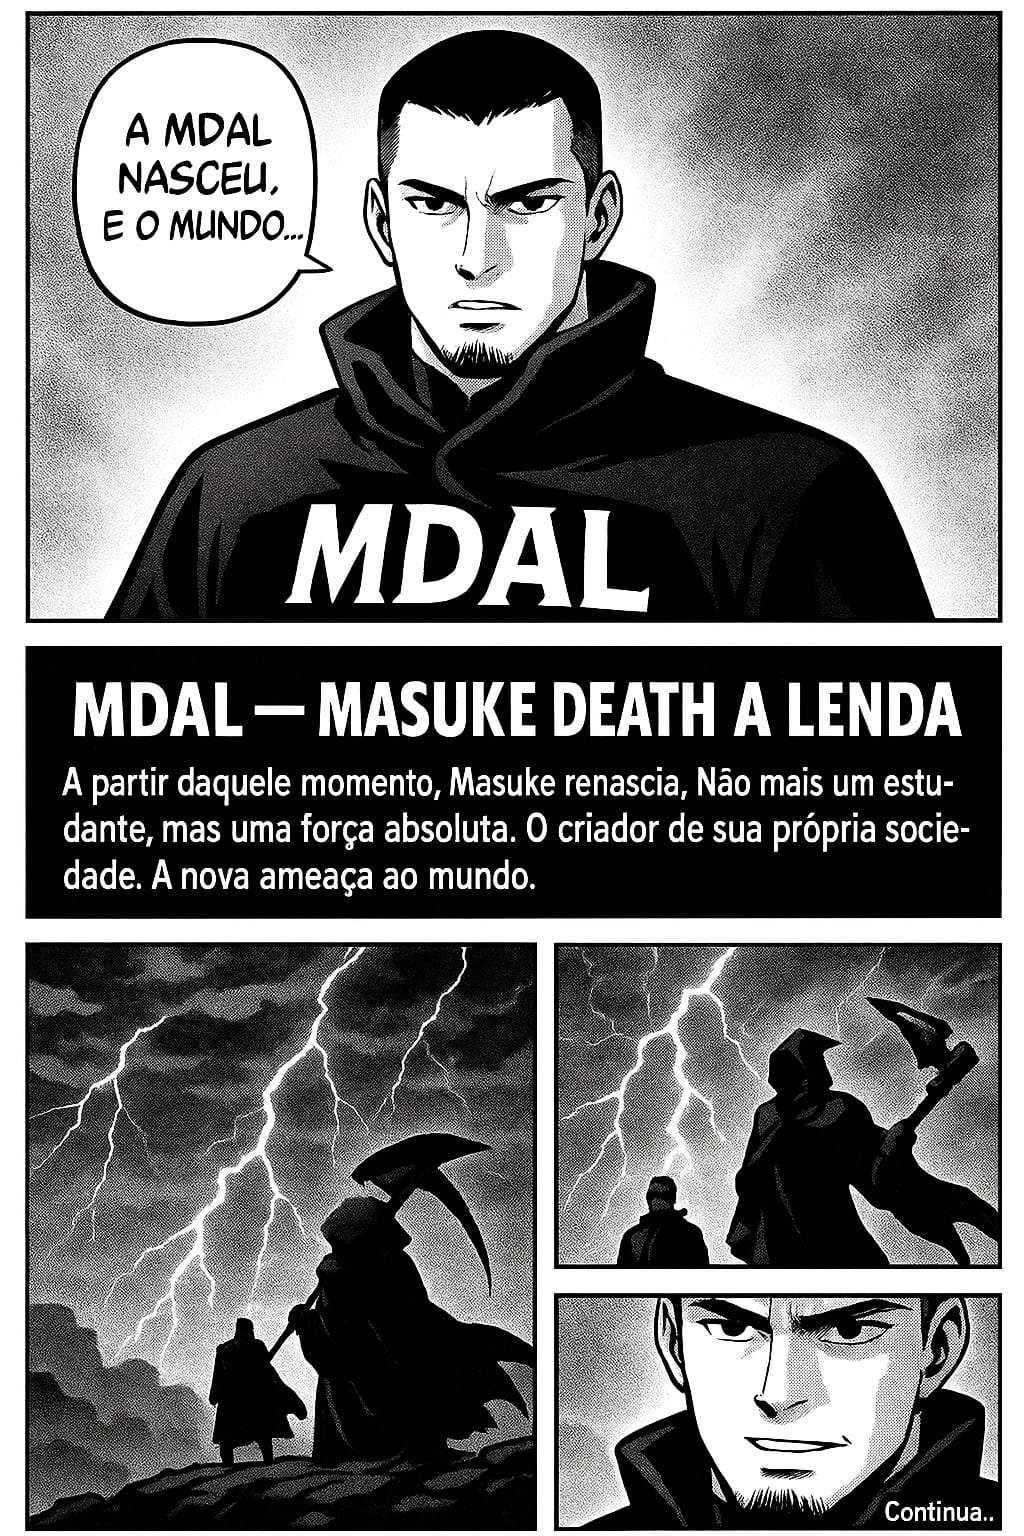 A MDAL
NASCEU.
E O MUNDO...
MDAL
MDAL — MASUKE DEATH A LENDA
A partir daquele momento, Masuke renascia, Não mais um estu-
dante, mas uma força absoluta. O criador de sua própria socie-
dade. A nova ameaça ao mundo.
Continua..